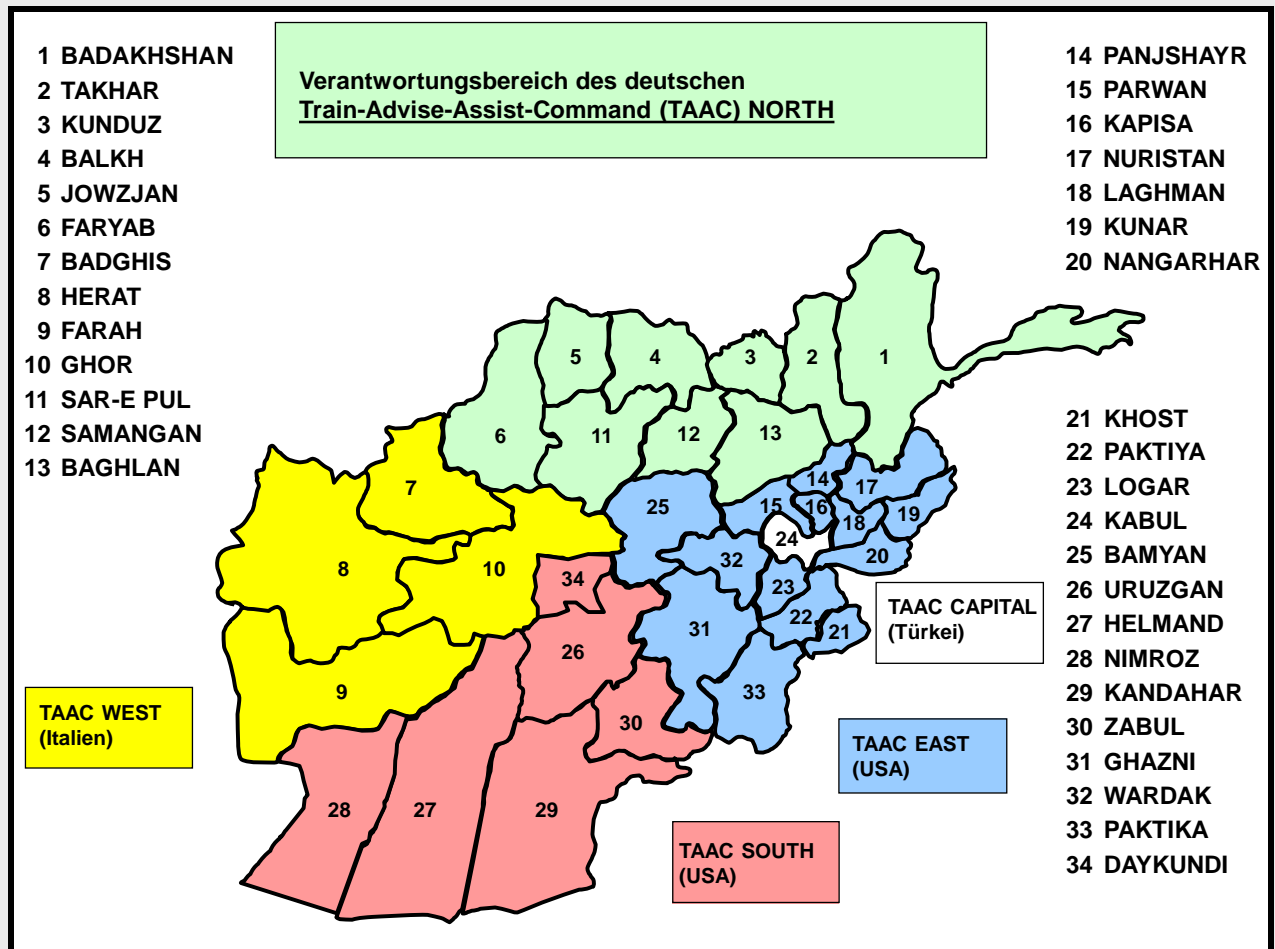 1 BADAKHSHAN
2 TAKHAR
3 KUNDUZ
4 BALKH
5 JOWZJAN
6 FARYAB
7 BADGHIS
8 HERAT
9 FARAH
10 GHOR
11 SAR-E PUL
12 SAMANGAN
13 BAGHLAN
Verantwortungsbereich des deutschen
Train-Advise-Assist-Command (TAAC) NORTH
14 PANJSHAYR
15 PARWAN
16 KAPISA
17 NURISTAN
18 LAGHMAN
19 KUNAR
20 NANGARHAR
21 KHOST
22 PAKTIYA
23 LOGAR
24 KABUL
25 BAMYAN
26 URUZGAN
27 HELMAND
28 NIMROZ
29 KANDAHAR
30 ZABUL
31 GHAZNI
32 WARDAK
33 PAKTIKA
34 DAYKUNDI
5
4
3
2
1
6
11
12
13
7
25
14
17
15
16
18
19
24
20
8
10
34
32
23
31
22
21
26
9
33
30
28
27
29
TAAC CAPITAL
(Türkei)
TAAC WEST
(Italien)
TAAC EAST
(USA)
TAAC SOUTH
(USA)